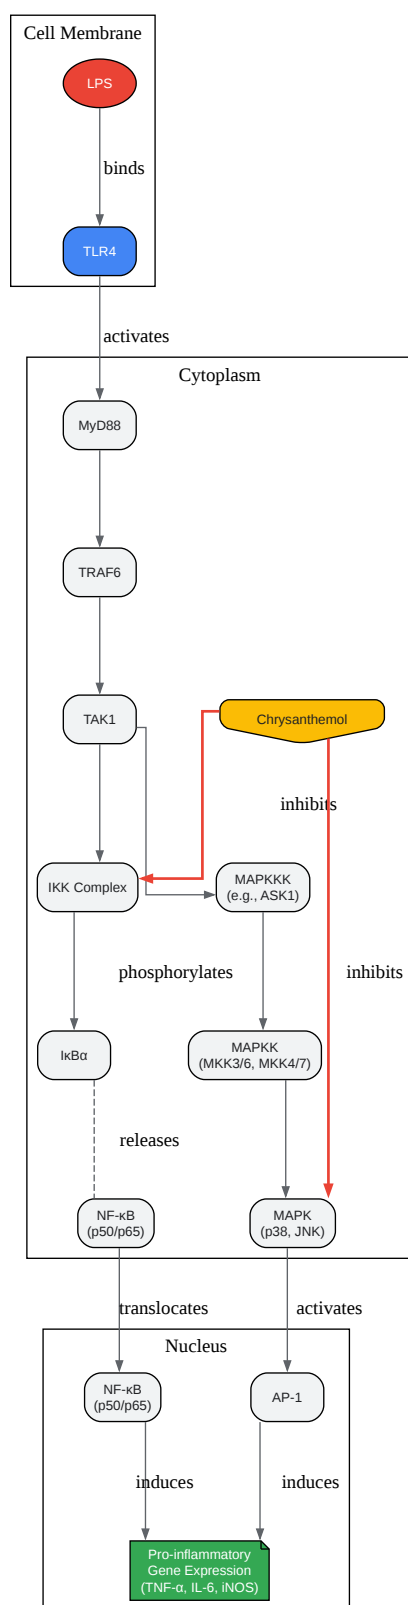 Cell Membrane
LPS
binds
TLR4
activates
Cytoplasm
MyD88
TRAF6
TAK1
Chrysanthemol
inhibits
IKK Complex
MAPKKK
(e.g., ASK1)
phosphorylates
inhibits
IκBα
MAPKK
(MKK3/6, MKK4/7)
releases
NF-κB
(p50/p65)
MAPK
(p38, JNK)
translocates
activates
Nucleus
NF-κB
(p50/p65)
AP-1
induces
induces
Pro-inflammatory
Gene Expression
(TNF-α, IL-6, iNOS)